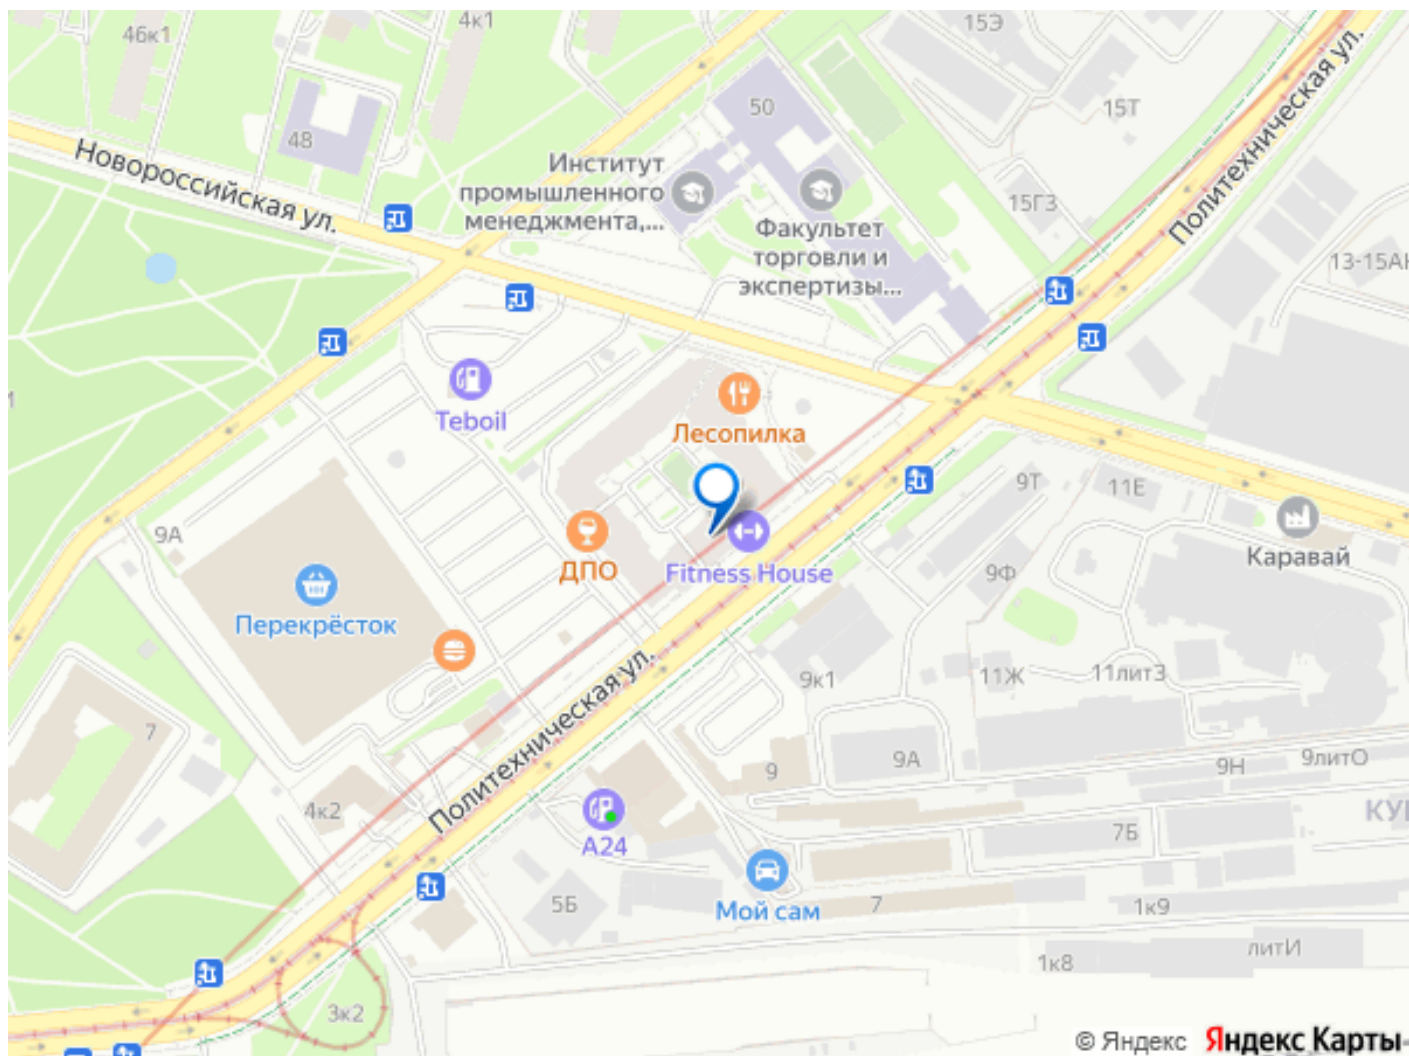 46к1
4к1
15Э
Политехническая ул.
50
15Т
48
Новороссийская ул.
Институт
промышленного
менеджмента,...
Факультет
торговли и
экспертизы...
15Г3
13-15АН
Teboil
Лесопилка
9Т
11Е
9А
ДПО
Fitness House
Каравай
9Ф
Перекрёсток
Политехническая ул.
9к1
11Ж
11лит3
7
9
9А
9Н
9литО
4к2
А24
7Б
КУ
5Б
Мой сам
7
1к9
литИ
1к8
3к2
© Яндекс Яндекс Карты